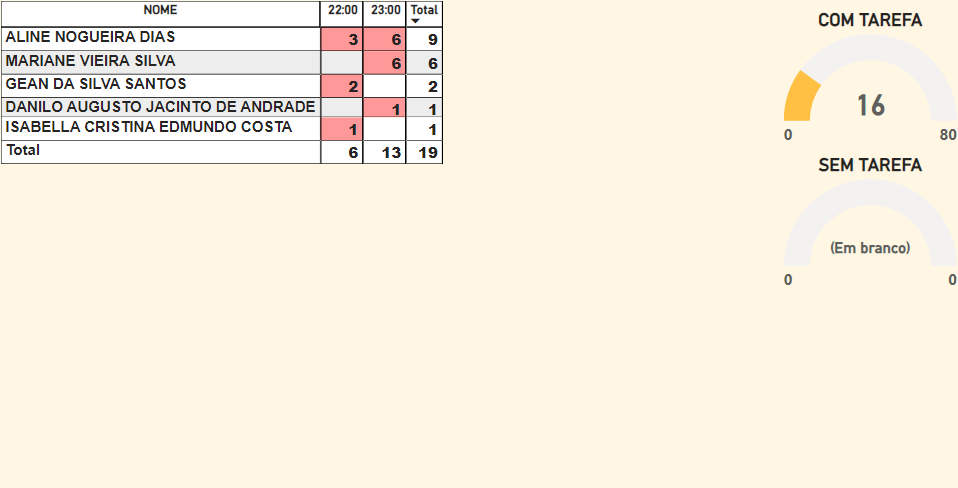 NOME 22:00 23:00 Total
ALINE NOGUEIRA DIAS 3 6 9
MARIANE VIEIRA SILVA 6 6
GEAN DA SILVA SANTOS 2 2
DANILO AUGUSTO JACINTO DE ANDRADE 1 1
ISABELLA CRISTINA EDMUNDO COSTA 1 1
Total 6 13 19
COM TAREFA
16
0 80
SEM TAREFA
(Em branco)
0 0